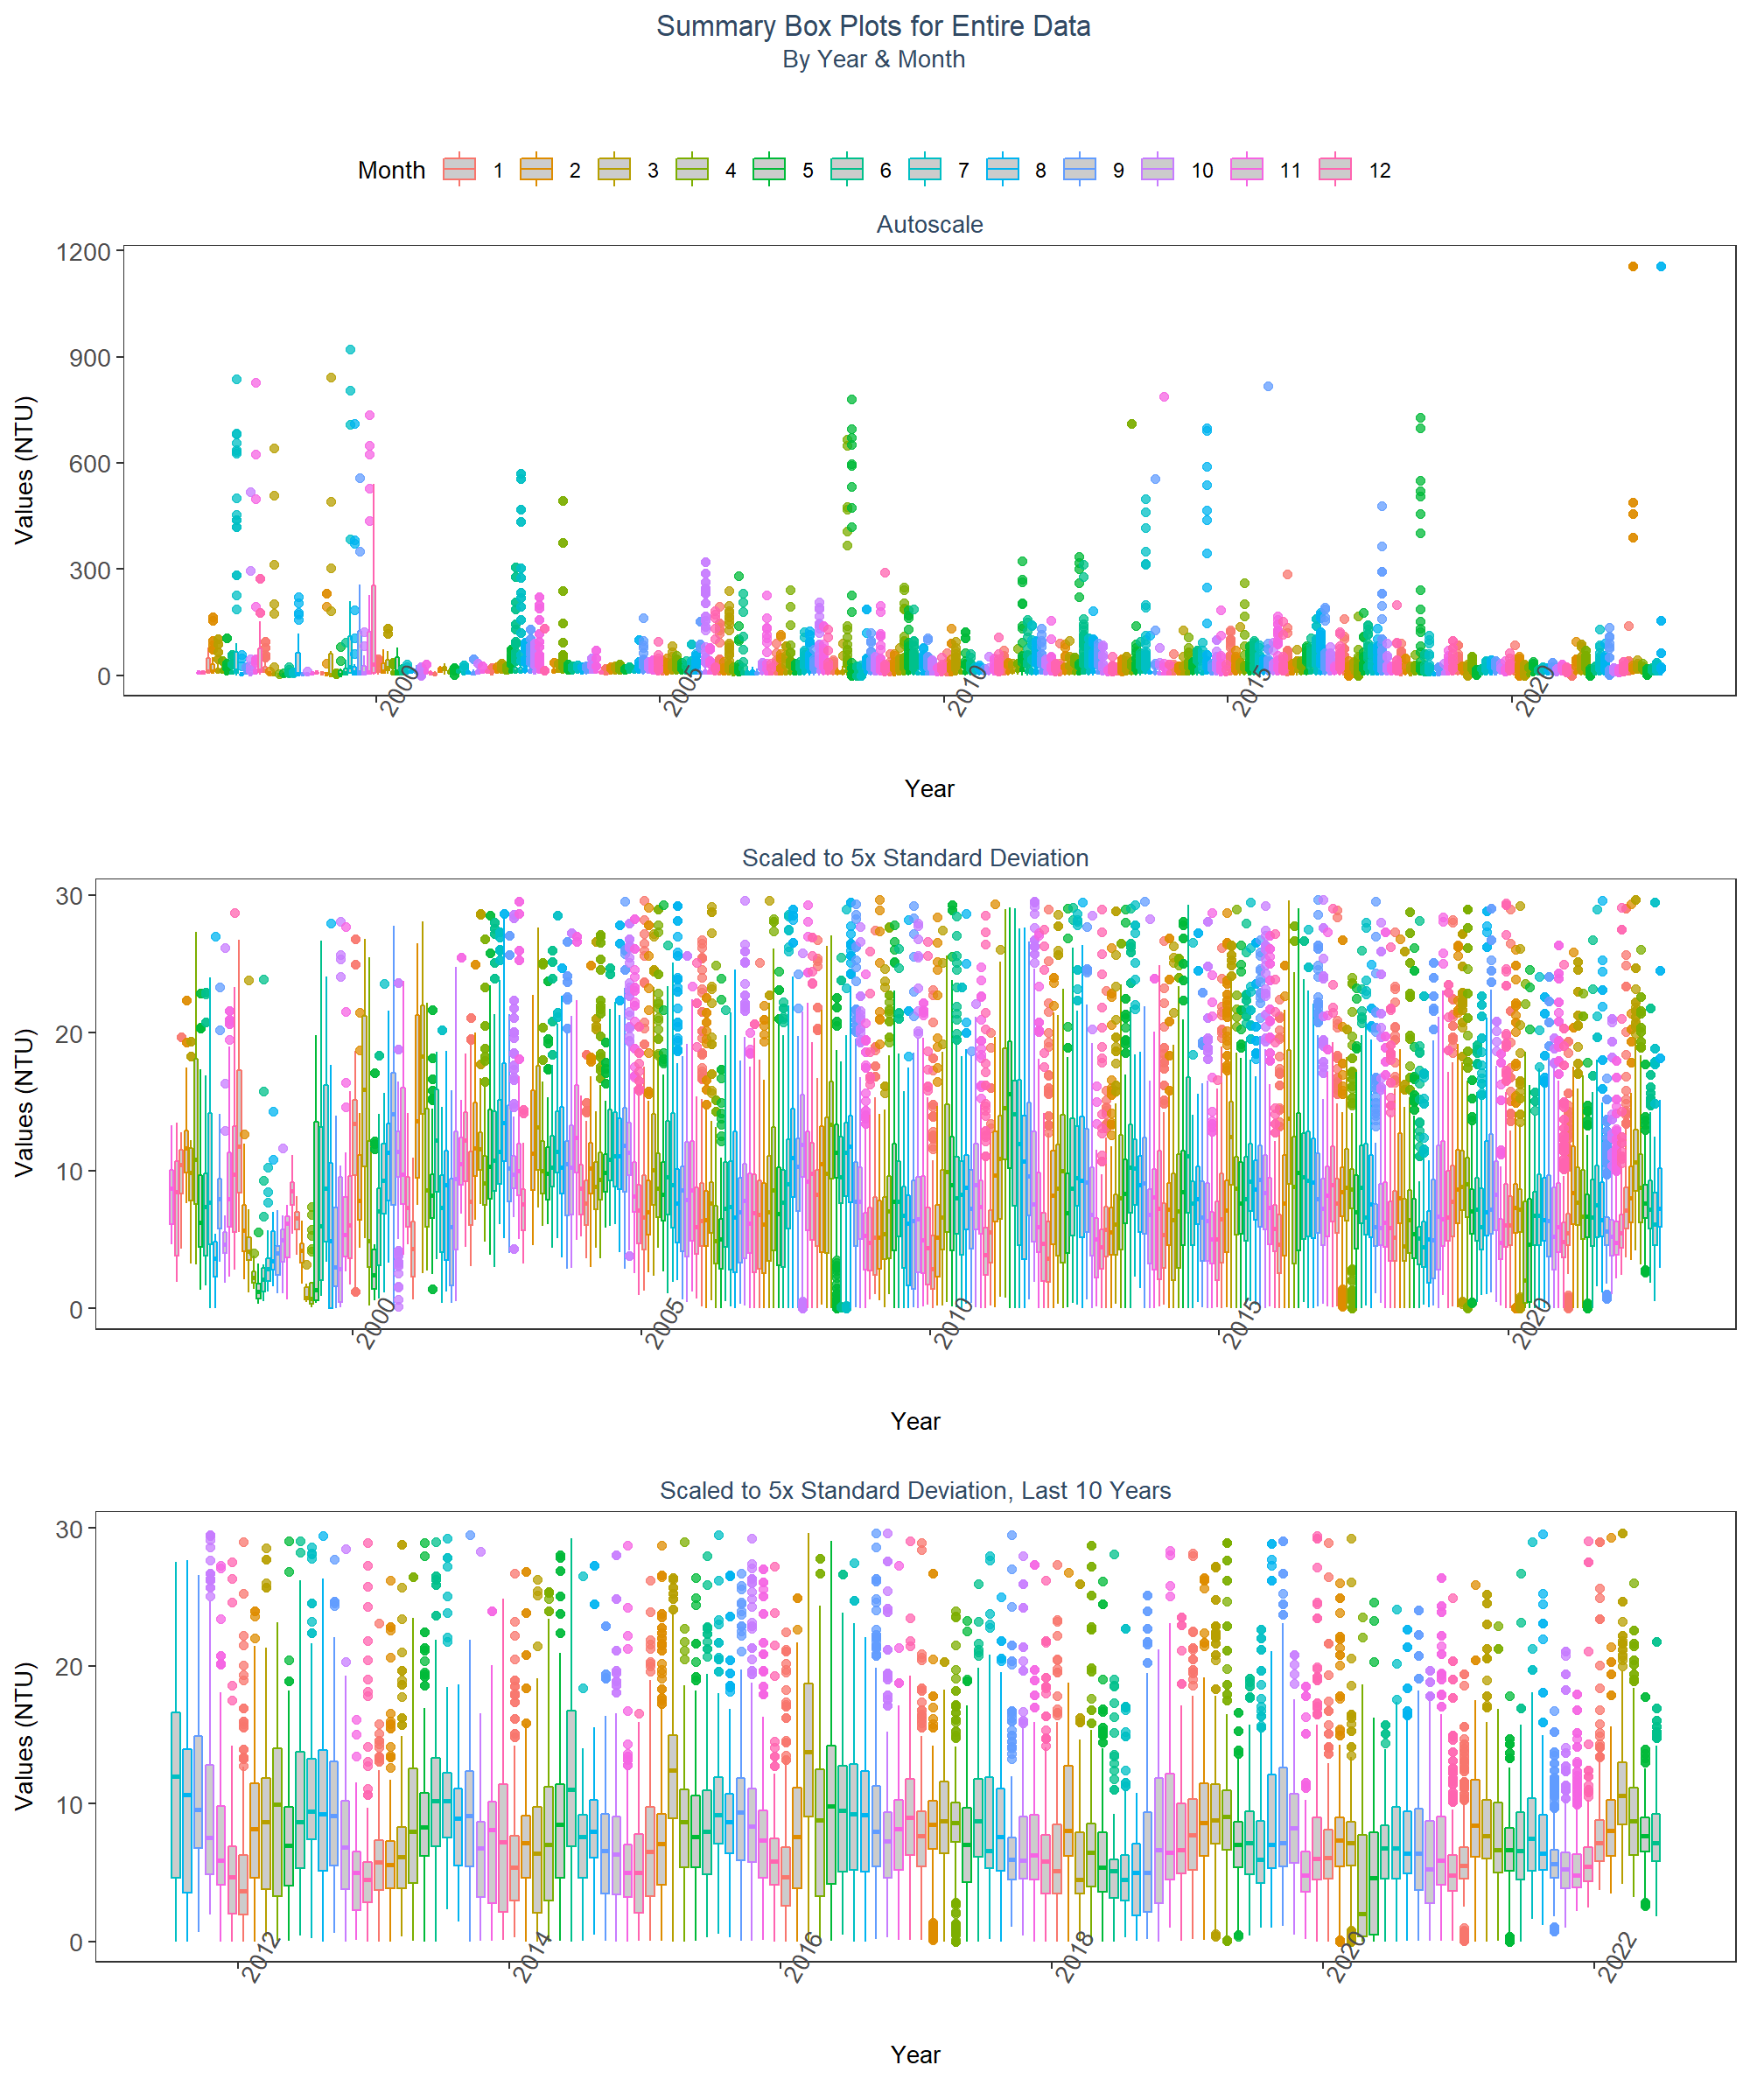 Summary Box Plots for Entire Data
By Year & Month
Month 1 2 3 4 5 6 7 8 9 10 11 12
Autoscale
Values (NTU)
1200
900
600
300
0
2000 2005 2010 2015 2020
Year
Scaled to 5x Standard Deviation
Values (NTU)
30
20
10
0
2000 2005 2010 2015 2020
Year
Scaled to 5x Standard Deviation, Last 10 Years
Values (NTU)
30
20
10
0
2012 2014 2016 2018 2020 2022
Year